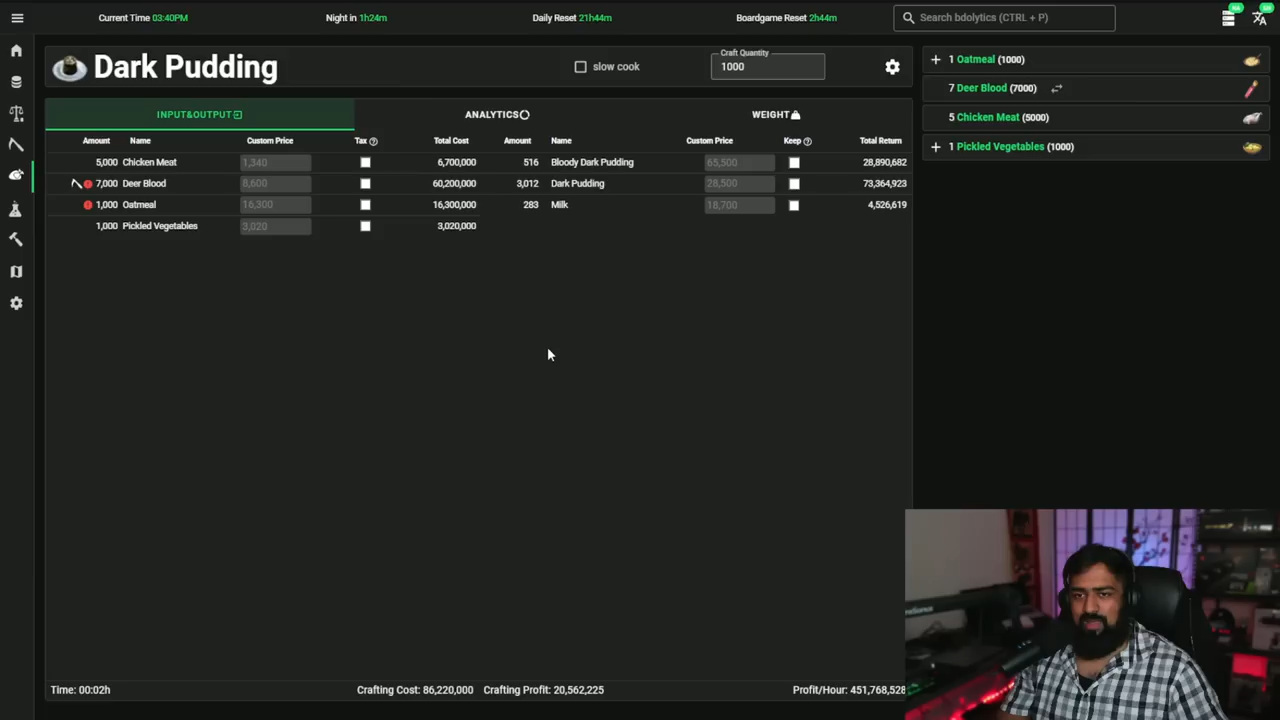 Current Time 03:40PM Night in 1h24m Daily Reset 21h44m Boardgame Reset 2h44m Search bdolytics (CTRL + P) NA EN
Dark Pudding slow cook Craft Quantity 1000
INPUT&OUTPUT ANALYTICS WEIGHT
Amount Name Custom Price Tax Total Cost Amount Name Custom Price Keep Total Return
5,000 Chicken Meat 1,340 6,700,000 516 Bloody Dark Pudding 65,500 28,890,682
7,000 Deer Blood 8,600 60,200,000 3,012 Dark Pudding 28,500 73,364,923
1,000 Oatmeal 16,300 16,300,000 283 Milk 18,700 4,526,619
1,000 Pickled Vegetables 3,020 3,020,000
Time: 00:02h Crafting Cost: 86,220,000 Crafting Profit: 20,562,225 Profit/Hour: 451,768,528
1 Oatmeal (1000)
7 Deer Blood (7000)
5 Chicken Meat (5000)
1 Pickled Vegetables (1000)